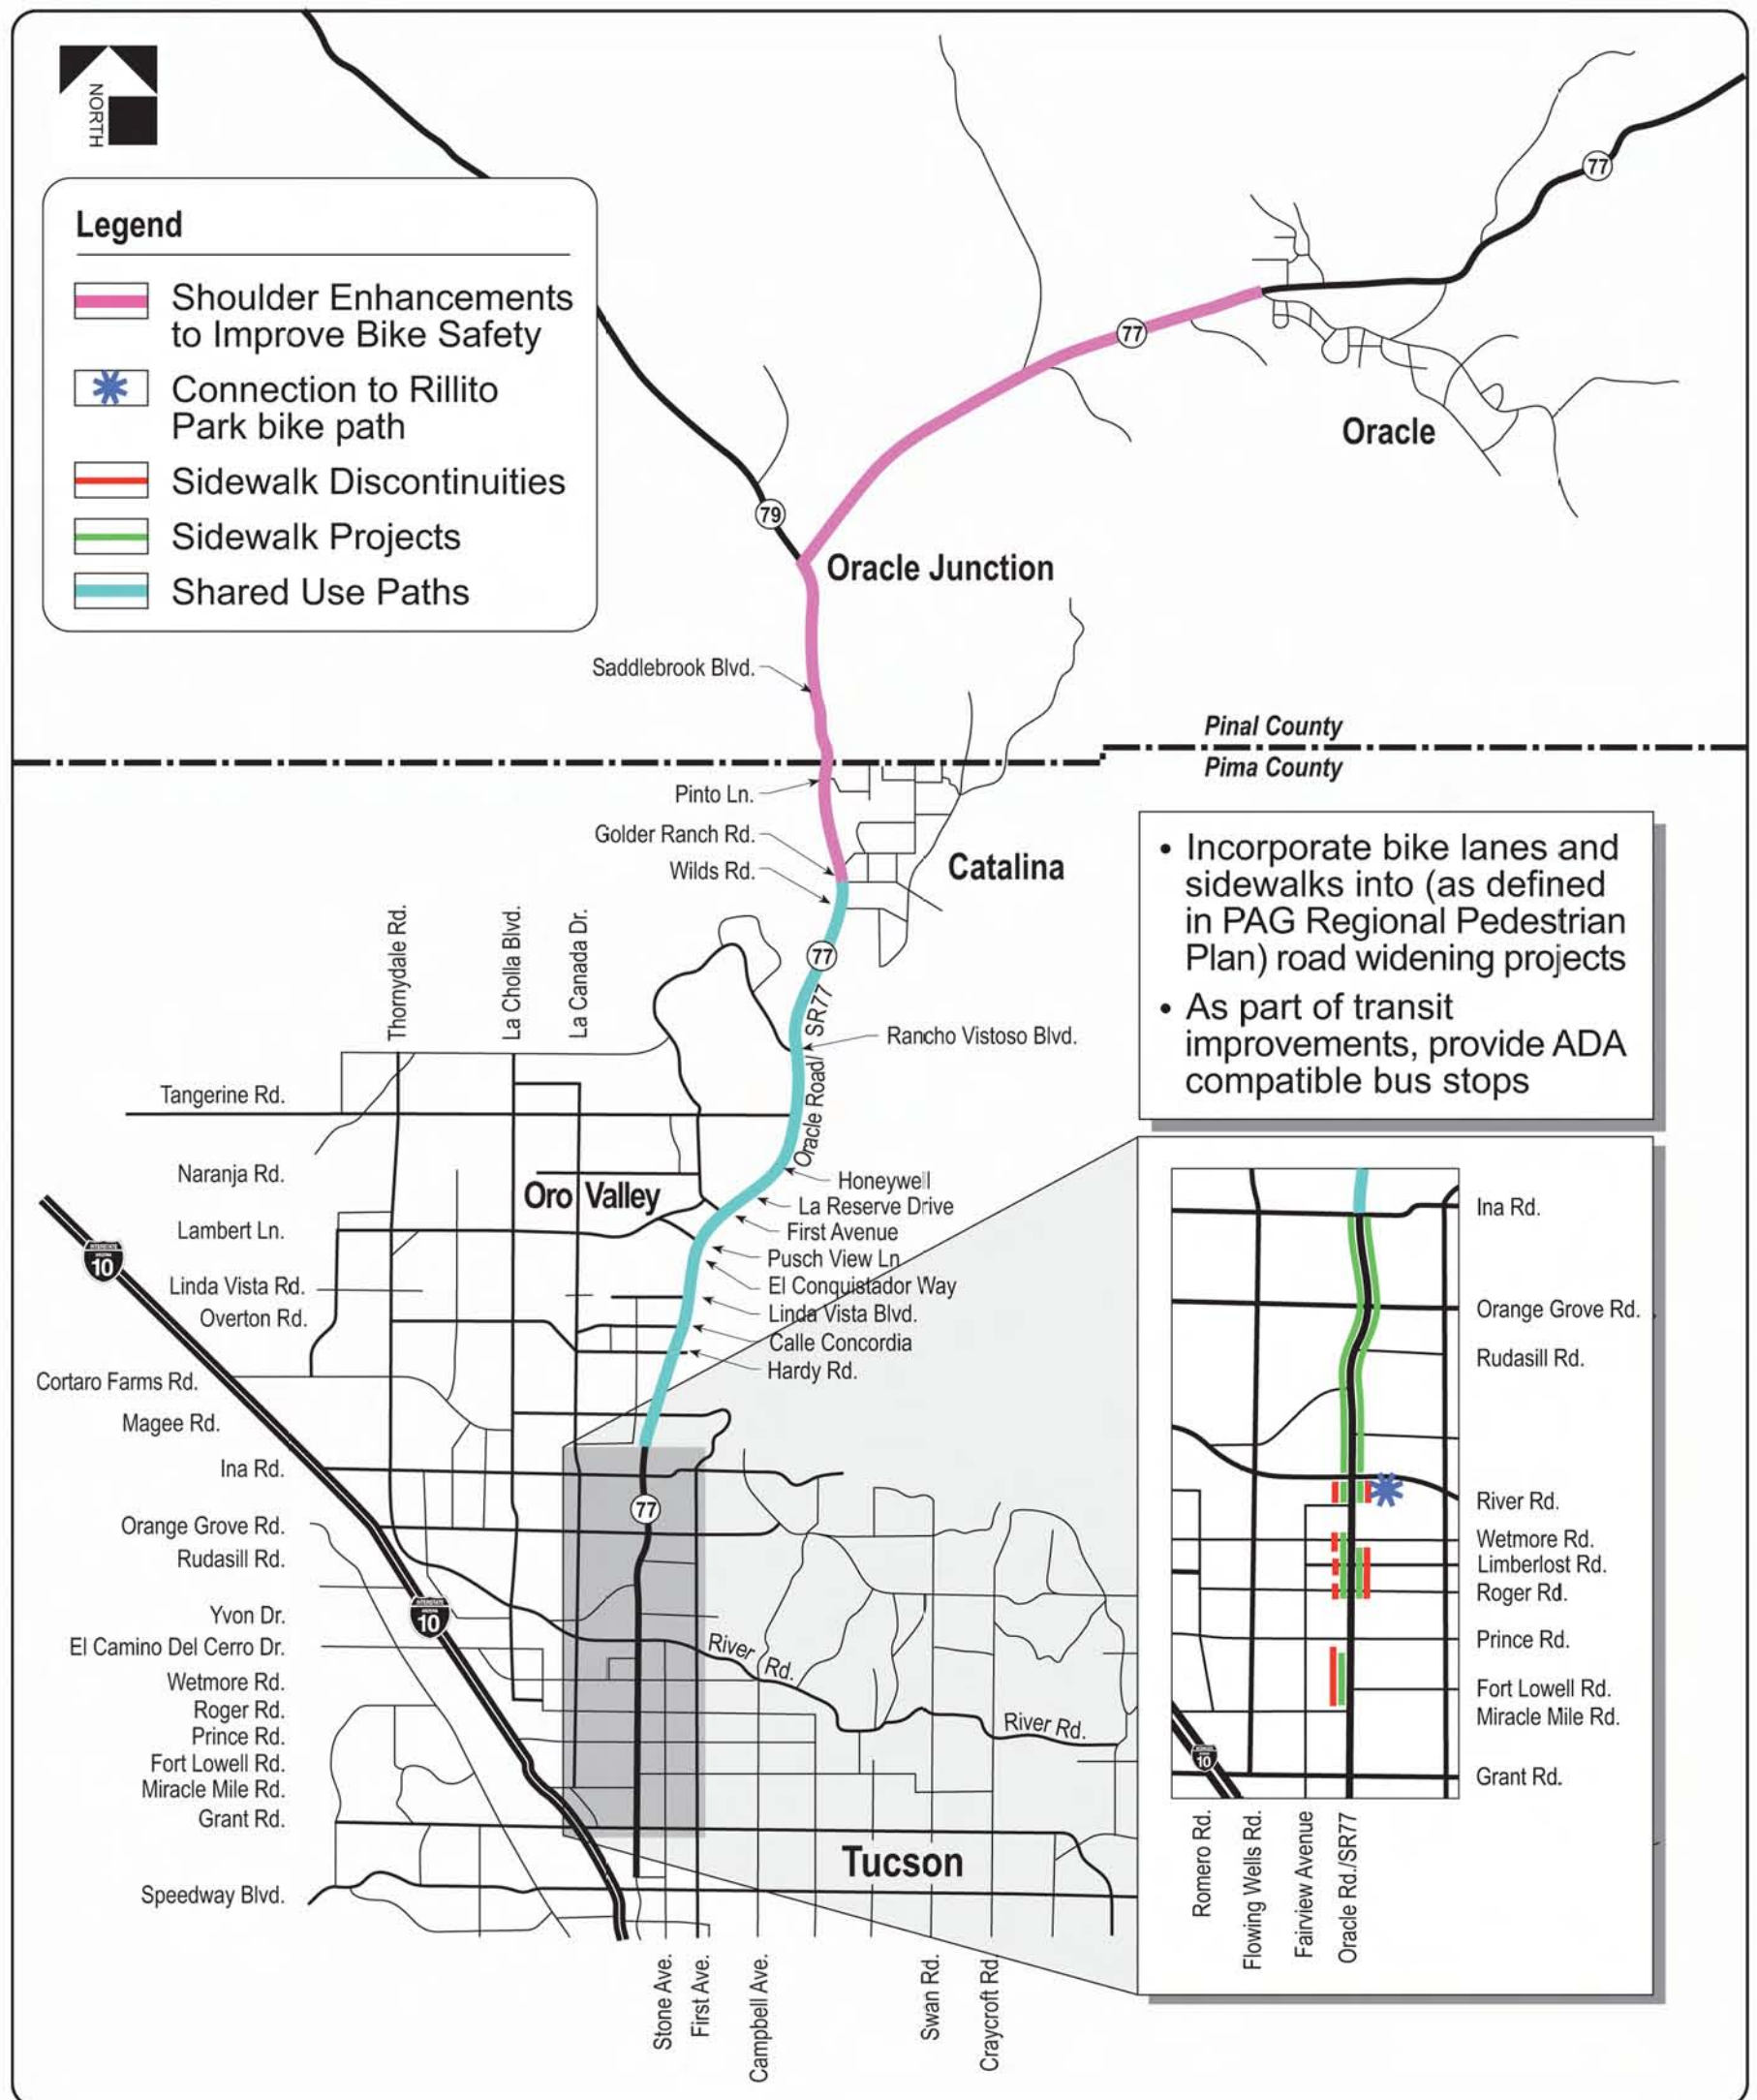 NORTH
Legend
Shoulder Enhancements
to Improve Bike Safety
Connection to Rillito
Park bike path
Sidewalk Discontinuities
Sidewalk Projects
Shared Use Paths
77
77
Oracle
79
Oracle Junction
Saddlebrook Blvd.
Pinal County
Pima County
Pinto Ln.
Golder Ranch Rd.
Wilds Rd.
Catalina
• Incorporate bike lanes and
sidewalks into (as defined
in PAG Regional Pedestrian
Plan) road widening projects
• As part of transit
improvements, provide ADA
compatible bus stops
Thornydale Rd.
La Cholla Blvd.
La Canada Dr.
77
Oracle Road/ SR77
Rancho Vistoso Blvd.
Tangerine Rd.
Naranja Rd.
Lambert Ln.
Linda Vista Rd.
Overton Rd.
Cortaro Farms Rd.
Magee Rd.
Ina Rd.
Orange Grove Rd.
Rudasill Rd.
Yvon Dr.
El Camino Del Cerro Dr.
Wetmore Rd.
Roger Rd.
Prince Rd.
Fort Lowell Rd.
Miracle Mile Rd.
Grant Rd.
Speedway Blvd.
Oro Valley
Honeywell
La Reserve Drive
First Avenue
Pusch View Ln
El Conquistador Way
Linda Vista Blvd.
Calle Concordia
Hardy Rd.
INTERSTATE
10
77
INTERSTATE
10
River Rd.
River Rd.
Tucson
Stone Ave.
First Ave.
Campbell Ave.
Swan Rd.
Craycroft Rd
Ina Rd.
Orange Grove Rd.
Rudasill Rd.
River Rd.
Wetmore Rd.
Limberlost Rd.
Roger Rd.
Prince Rd.
Fort Lowell Rd.
Miracle Mile Rd.
Grant Rd.
10
Romero Rd.
Flowing Wells Rd.
Fairview Avenue
Oracle Rd./SR77